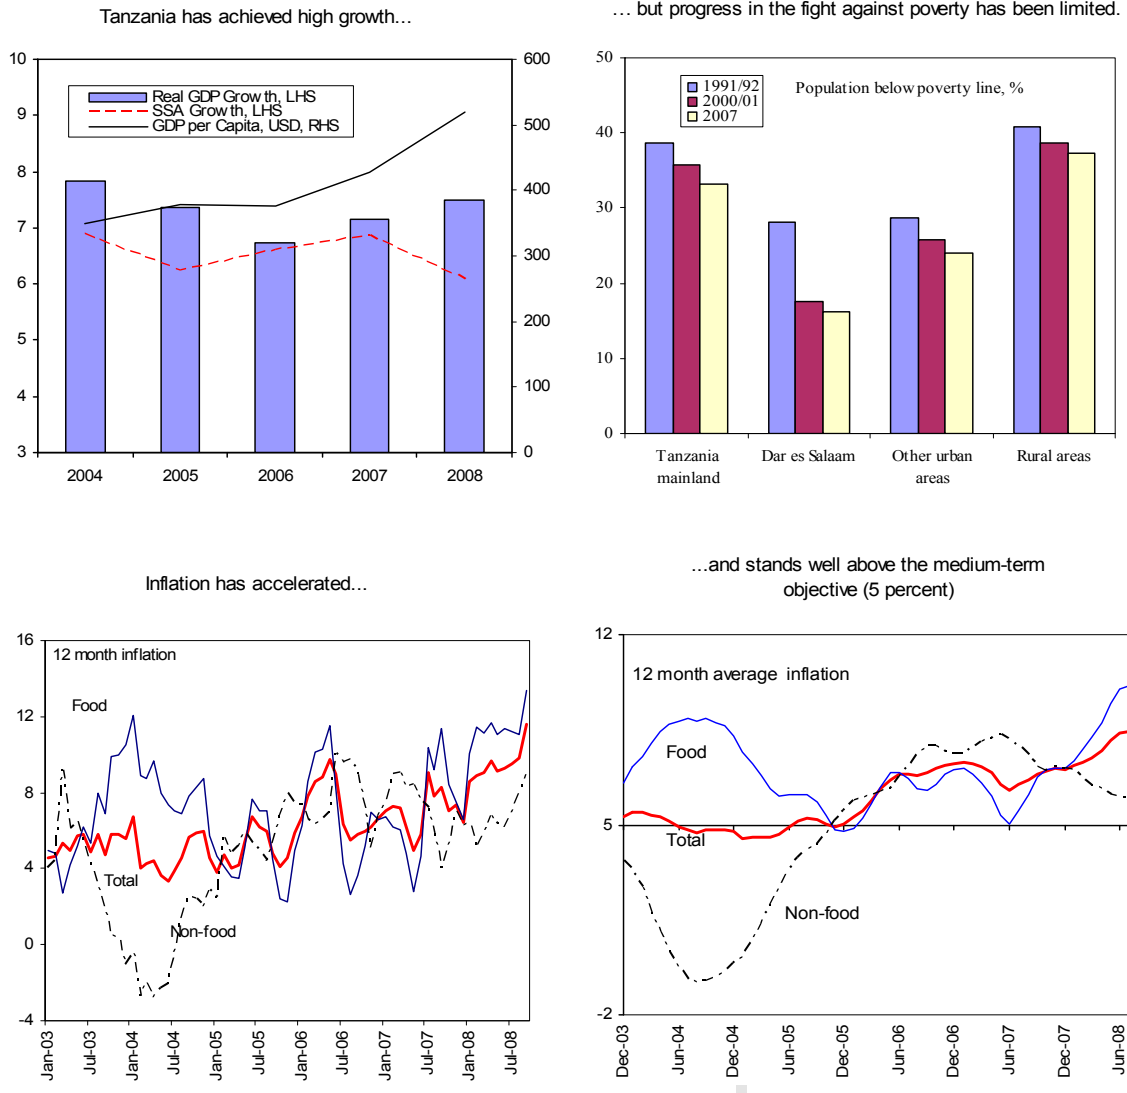 Tanzania has achieved high growth...
10
9
8
7
6
5
4
3
600
500
400
300
200
100
0
Real GDP Growth, LHS
SSA Growth, LHS
GDP per Capita, USD, RHS
2004 2005 2006 2007 2008
... but progress in the fight against poverty has been limited.
50
40
30
20
10
0
1991/92
2000/01
2007
Population below poverty line, %
Tanzania mainland
Dar es Salaam
Other urban areas
Rural areas
Inflation has accelerated...
16
12
8
4
0
-4
12 month inflation
Food
Total
Non-food
Jan-03 Jul-03 Jan-04 Jul-04 Jan-05 Jul-05 Jan-06 Jul-06 Jan-07 Jul-07 Jan-08 Jul-08
...and stands well above the medium-term
objective (5 percent)
12
5
-2
12 month average inflation
Food
Total
Non-food
Dec-03 Jun-04 Dec-04 Jun-05 Dec-05 Jun-06 Dec-06 Jun-07 Dec-07 Jun-08